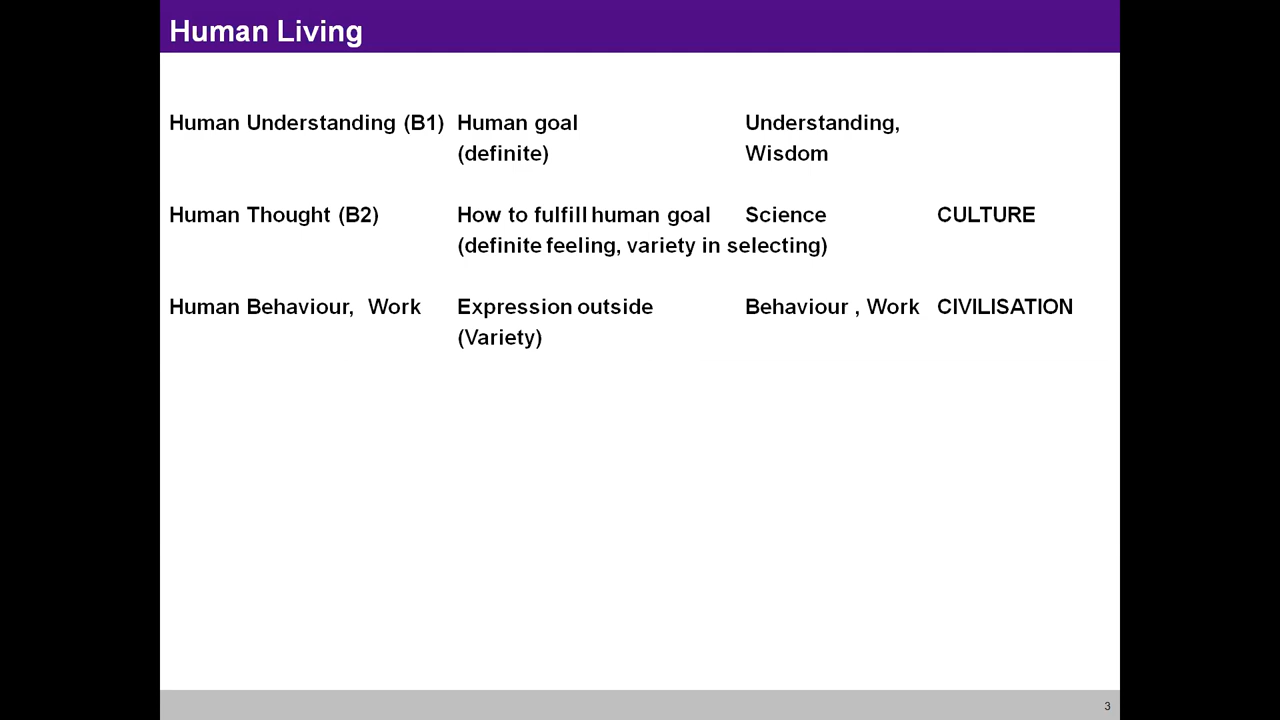 Human Living
Human Understanding (B1) Human goal Understanding,
(definite) Wisdom
Human Thought (B2) How to fulfill human goal Science CULTURE
(definite feeling, variety in selecting)
Human Behaviour, Work Expression outside Behaviour , Work CIVILISATION
(Variety)
3